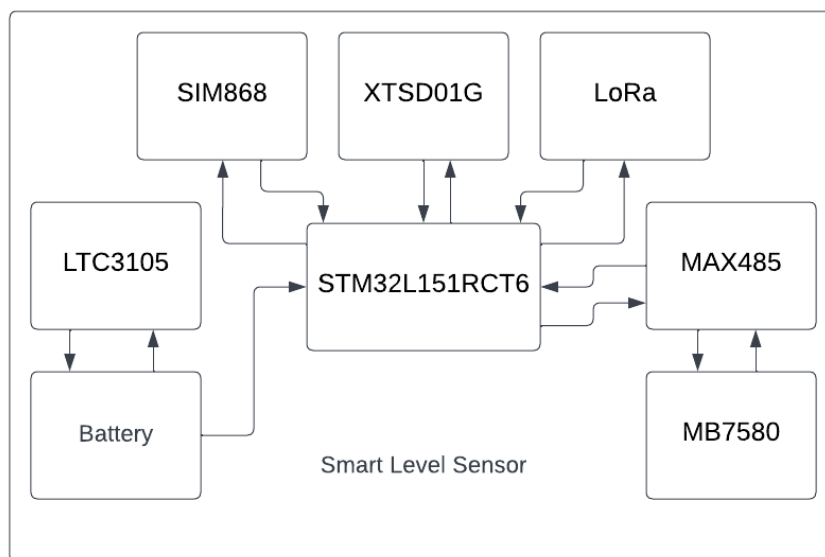 SIM868
XTSD01G
LoRa
LTC3105
STM32L151RCT6
MAX485
Battery
MB7580
Smart Level Sensor